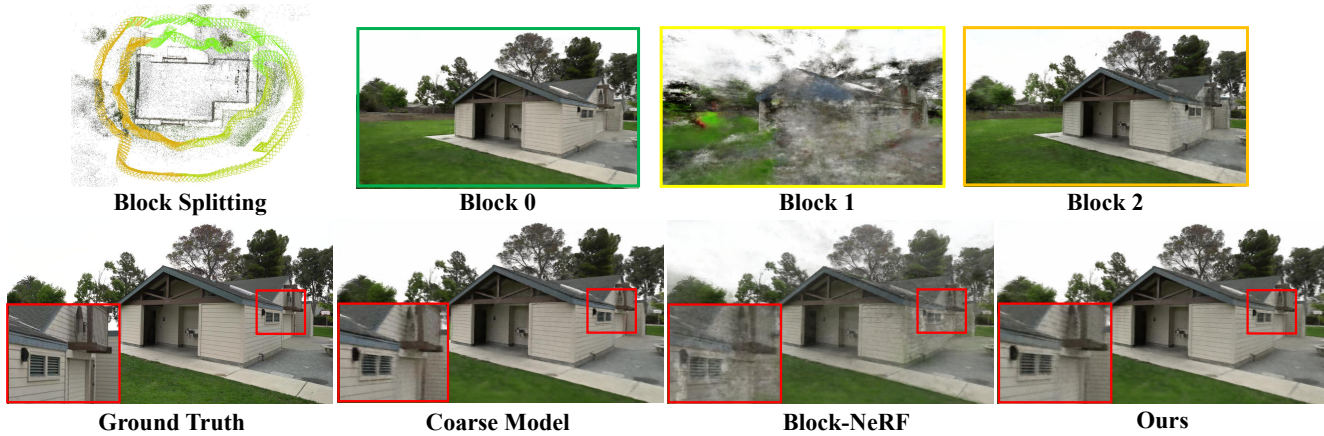 Block Splitting
Block 0
Block 1
Block 2
Ground Truth
Coarse Model
Block-NeRF
Ours